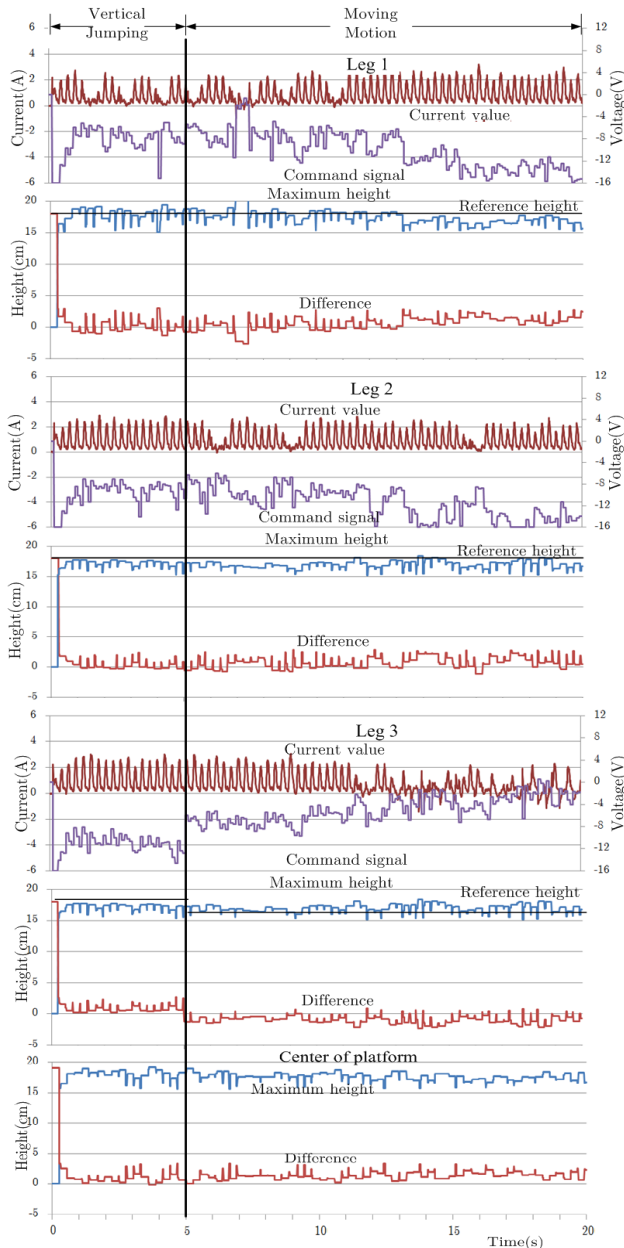 Vertical Jumping
Moving Motion
Leg 1
Current(A)
6
4
2
0
-2
-4
-6
Current value
Command signal
12
8
4
0
-4
-8
-12
-16
Voltage(V)
Maximum height
Reference height
Height(cm)
20
15
10
5
0
-5
Difference
Leg 2
Current(A)
6
4
2
0
-2
-4
-6
Current value
Command signal
12
8
4
0
-4
-8
-12
-16
Voltage(V)
Maximum height
Reference height
Height(cm)
20
15
10
5
0
-5
Difference
Leg 3
Current(A)
6
4
2
0
-2
-4
-6
Current value
Command signal
12
8
4
0
-4
-8
-12
-16
Voltage(V)
Maximum height
Reference height
Height(cm)
20
15
10
5
0
-5
Difference
Center of platform
Maximum height
Height(cm)
20
15
10
5
0
-5
Difference
0
5
10
15
20
Time(s)